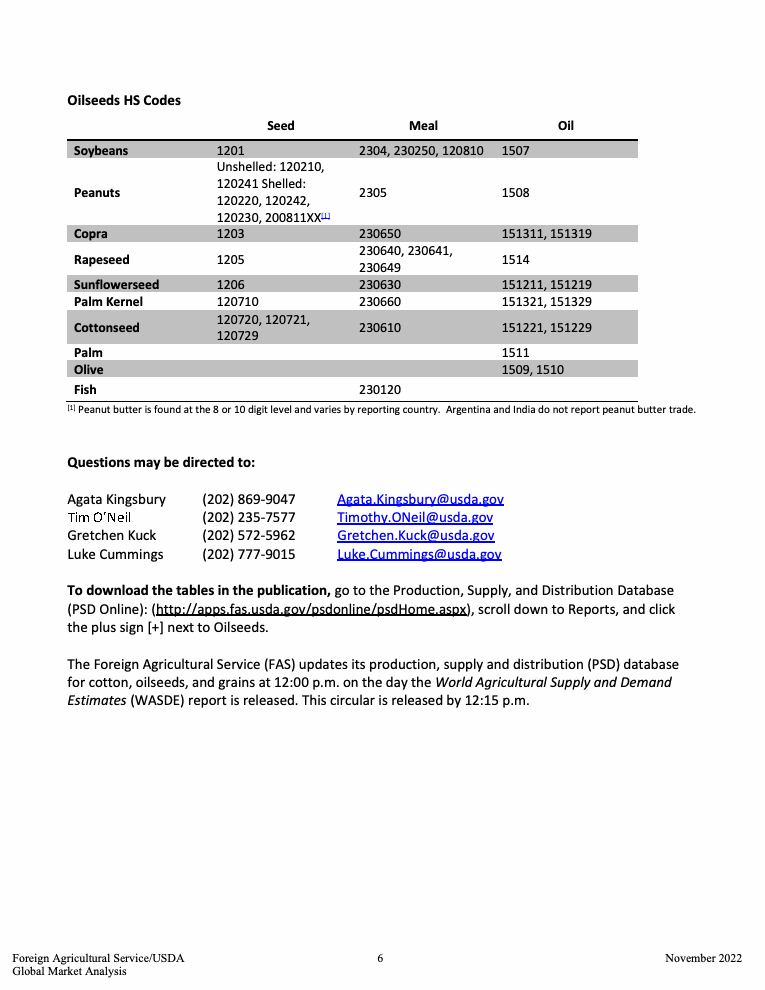 Oilseeds HS Codes
Seed Meal Oil
Soybeans 1201 2304, 230250, 120810 1507
Peanuts Unshelled: 120210, 2305 1508
120241 Shelled:
120220, 120242,
120230, 200811XX[1]
Copra 1203 230650 151311, 151319
Rapeseed 1205 230640, 230641, 1514
230649
Sunflowerseed 1206 230630 151211, 151219
Palm Kernel 120710 230660 151321, 151329
Cottonseed 120720, 120721, 230610 151221, 151229
120729
Palm 1511
Olive 1509, 1510
Fish 230120
[1] Peanut butter is found at the 8 or 10 digit level and varies by reporting country. Argentina and India do not report peanut butter trade.
Questions may be directed to:
Agata Kingsbury (202) 869-9047 Agata.Kingsbury@usda.gov
Tim O'Neil (202) 235-7577 Timothy.ONeil@usda.gov
Gretchen Kuck (202) 572-5962 Gretchen.Kuck@usda.gov
Luke Cummings (202) 777-9015 Luke.Cummings@usda.gov
To download the tables in the publication, go to the Production, Supply, and Distribution Database
(PSD Online): (http://apps.fas.usda.gov/psdonline/psdHome.aspx), scroll down to Reports, and click
the plus sign [+] next to Oilseeds.
The Foreign Agricultural Service (FAS) updates its production, supply and distribution (PSD) database
for cotton, oilseeds, and grains at 12:00 p.m. on the day the World Agricultural Supply and Demand
Estimates (WASDE) report is released. This circular is released by 12:15 p.m.
Foreign Agricultural Service/USDA 6 November 2022
Global Market Analysis